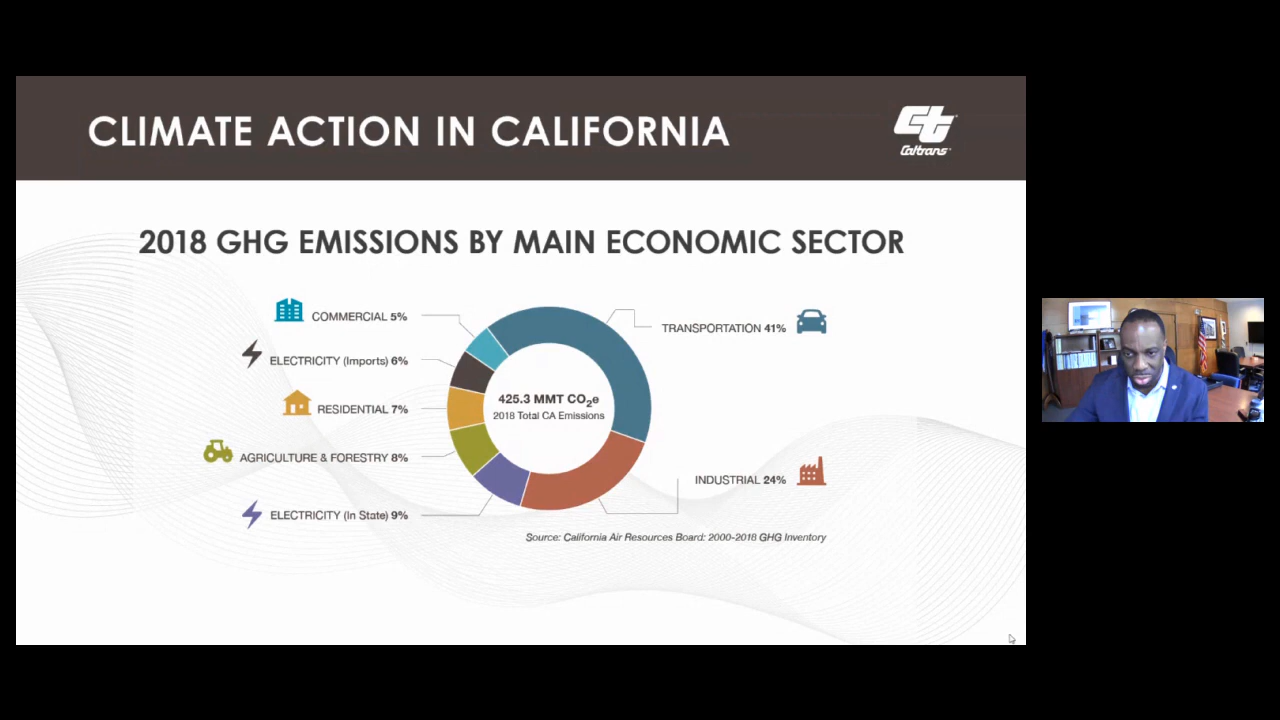 CLIMATE ACTION IN CALIFORNIA
Ct
Caltrans
2018 GHG EMISSIONS BY MAIN ECONOMIC SECTOR
COMMERCIAL 5%
TRANSPORTATION 41%
ELECTRICITY (Imports) 6%
425.3 MMT CO₂e
2018 Total CA Emissions
RESIDENTIAL 7%
AGRICULTURE & FORESTRY 8%
INDUSTRIAL 24%
ELECTRICITY (In State) 9%
Source: California Air Resources Board: 2000-2018 GHG Inventory